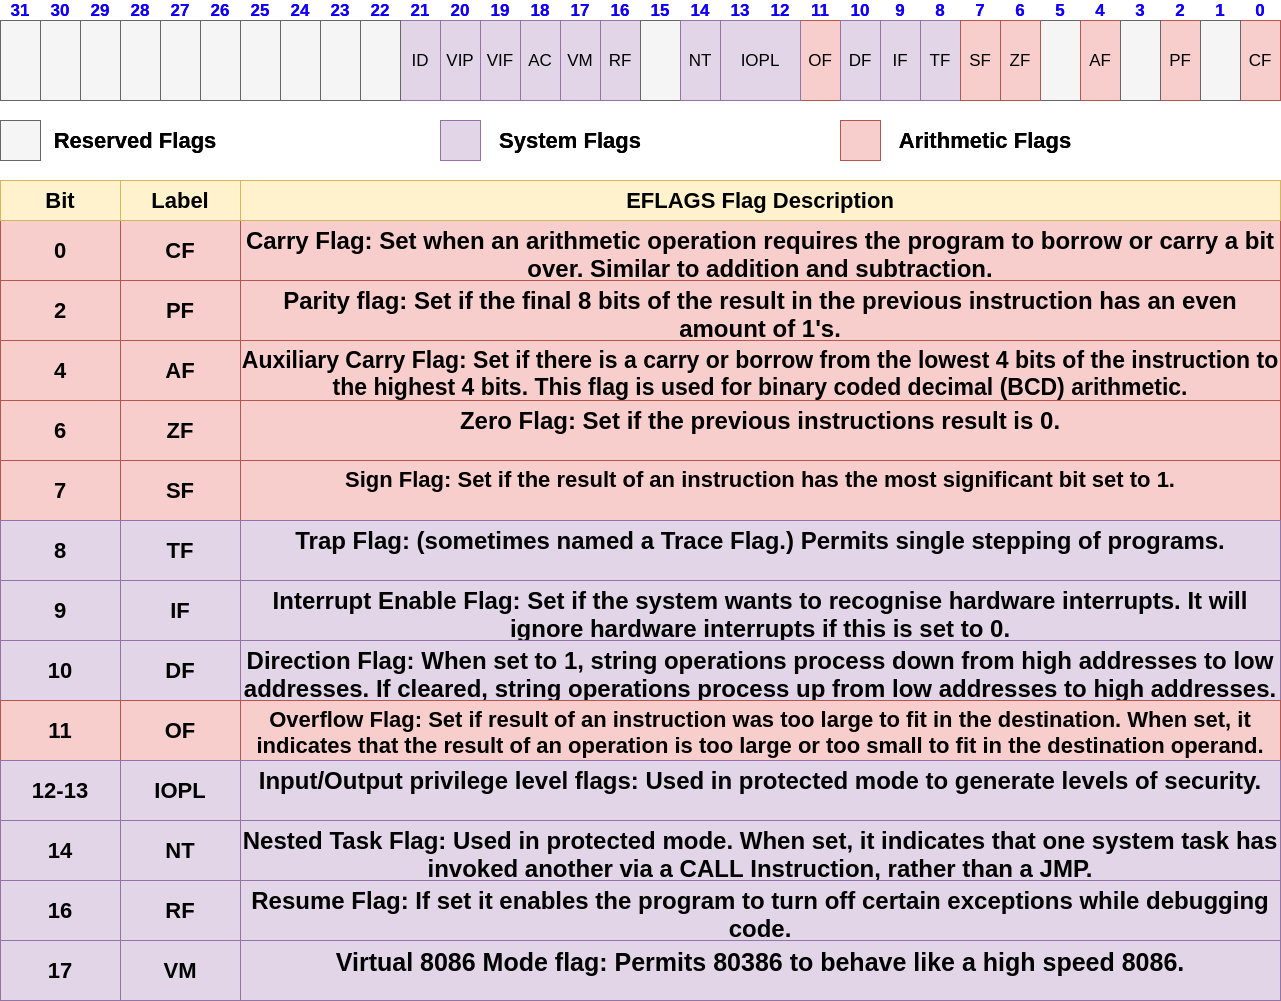 31 30 29 28 27 26 25 24 23 22 21 20 19 18 17 16 15 14 13 12 11 10 9 8 7 6 5 4 3 2 1 0
ID VIP VIF AC VM RF NT IOPL OF DF IF TF SF ZF AF PF CF
Reserved Flags System Flags Arithmetic Flags
Bit Label EFLAGS Flag Description
0 CF Carry Flag: Set when an arithmetic operation requires the program to borrow or carry a bit
over. Similar to addition and subtraction.
2 PF Parity flag: Set if the final 8 bits of the result in the previous instruction has an even
amount of 1's.
4 AF Auxiliary Carry Flag: Set if there is a carry or borrow from the lowest 4 bits of the instruction to
the highest 4 bits. This flag is used for binary coded decimal (BCD) arithmetic.
6 ZF Zero Flag: Set if the previous instructions result is 0.
7 SF Sign Flag: Set if the result of an instruction has the most significant bit set to 1.
8 TF Trap Flag: (sometimes named a Trace Flag.) Permits single stepping of programs.
9 IF Interrupt Enable Flag: Set if the system wants to recognise hardware interrupts. It will
ignore hardware interrupts if this is set to 0.
10 DF Direction Flag: When set to 1, string operations process down from high addresses to low
addresses. If cleared, string operations process up from low addresses to high addresses.
11 OF Overflow Flag: Set if result of an instruction was too large to fit in the destination. When set, it
indicates that the result of an operation is too large or too small to fit in the destination operand.
12-13 IOPL Input/Output privilege level flags: Used in protected mode to generate levels of security.
14 NT Nested Task Flag: Used in protected mode. When set, it indicates that one system task has
invoked another via a CALL Instruction, rather than a JMP.
16 RF Resume Flag: If set it enables the program to turn off certain exceptions while debugging
code.
17 VM Virtual 8086 Mode flag: Permits 80386 to behave like a high speed 8086.